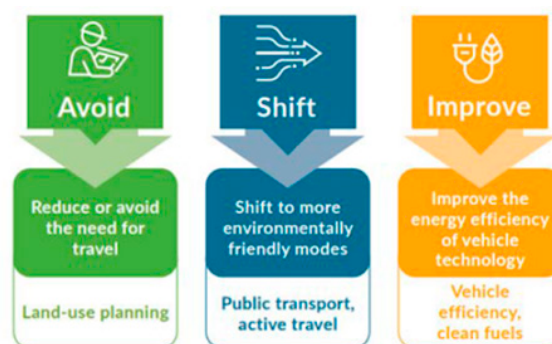 Avoid
Reduce or avoid
the need for
travel
Land-use planning
Shift
Shift to more
environmentally
friendly modes
Public transport,
active travel
Improve
Improve the
energy efficiency
of vehicle
technology
Vehicle
efficiency,
clean fuels